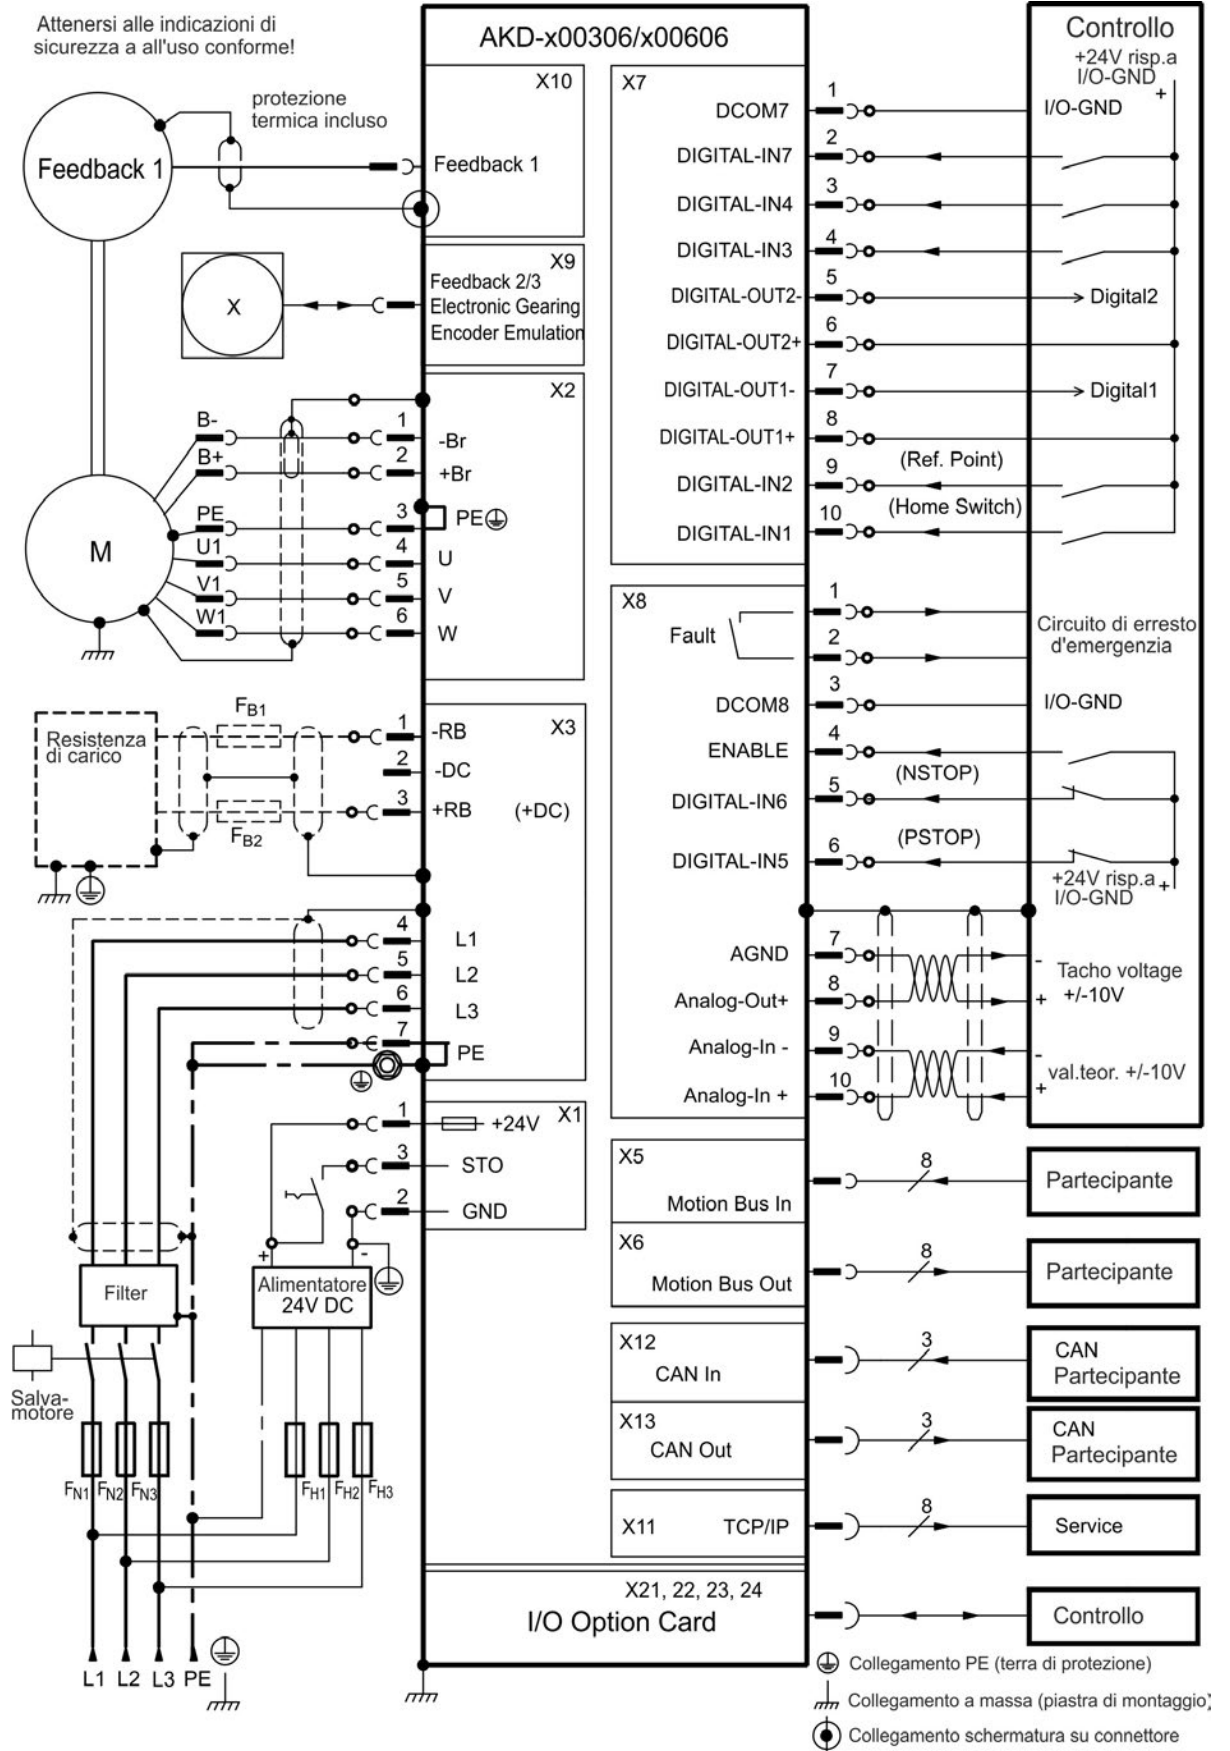 Attenersi alle indicazioni di
sicurezza a all'uso conforme!
AKD-x00306/x00606
Controllo
+24V risp.a
I/O-GND
+
protezione
termica incluso
Feedback 1
X10
Feedback 1
X9
Feedback 2/3
Electronic Gearing
Encoder Emulation
X
X2
B-
1
-Br
B+
2
+Br
PE
3
PE
U1
4
U
V1
5
V
W1
6
W
M
X3
Resistenza
di carico
FB1
1
-RB
2
-DC
3
+RB
(+DC)
FB2
4
L1
5
L2
6
L3
7
PE
X1
1
+24V
3
STO
2
GND
+
-
Alimentatore
24V DC
Filter
Salva-
motore
FN1
FN2
FN3
FH1
FH2
FH3
L1
L2
L3
PE
X7
DCOM7
1
I/O-GND
DIGITAL-IN7
2
DIGITAL-IN4
3
DIGITAL-IN3
4
DIGITAL-OUT2-
5
Digital2
DIGITAL-OUT2+
6
DIGITAL-OUT1-
7
Digital1
DIGITAL-OUT1+
8
DIGITAL-IN2
9
(Ref. Point)
DIGITAL-IN1
10
(Home Switch)
X8
Fault
1
2
Circuito di erresto
d'emergenzia
DCOM8
3
I/O-GND
ENABLE
4
DIGITAL-IN6
5
(NSTOP)
DIGITAL-IN5
6
(PSTOP)
+24V risp.a
I/O-GND
+
AGND
7
-
Analog-Out+
8
+
Tacho voltage
+/-10V
Analog-In -
9
-
Analog-In +
10
+
val.teor. +/-10V
X5
Motion Bus In
8
Partecipante
X6
Motion Bus Out
8
Partecipante
X12
CAN In
3
CAN
Partecipante
X13
CAN Out
3
CAN
Partecipante
X11
TCP/IP
8
Service
X21, 22, 23, 24
I/O Option Card
Controllo
Collegamento PE (terra di protezione)
Collegamento a massa (piastra di montaggio)
Collegamento schermatura su connettore